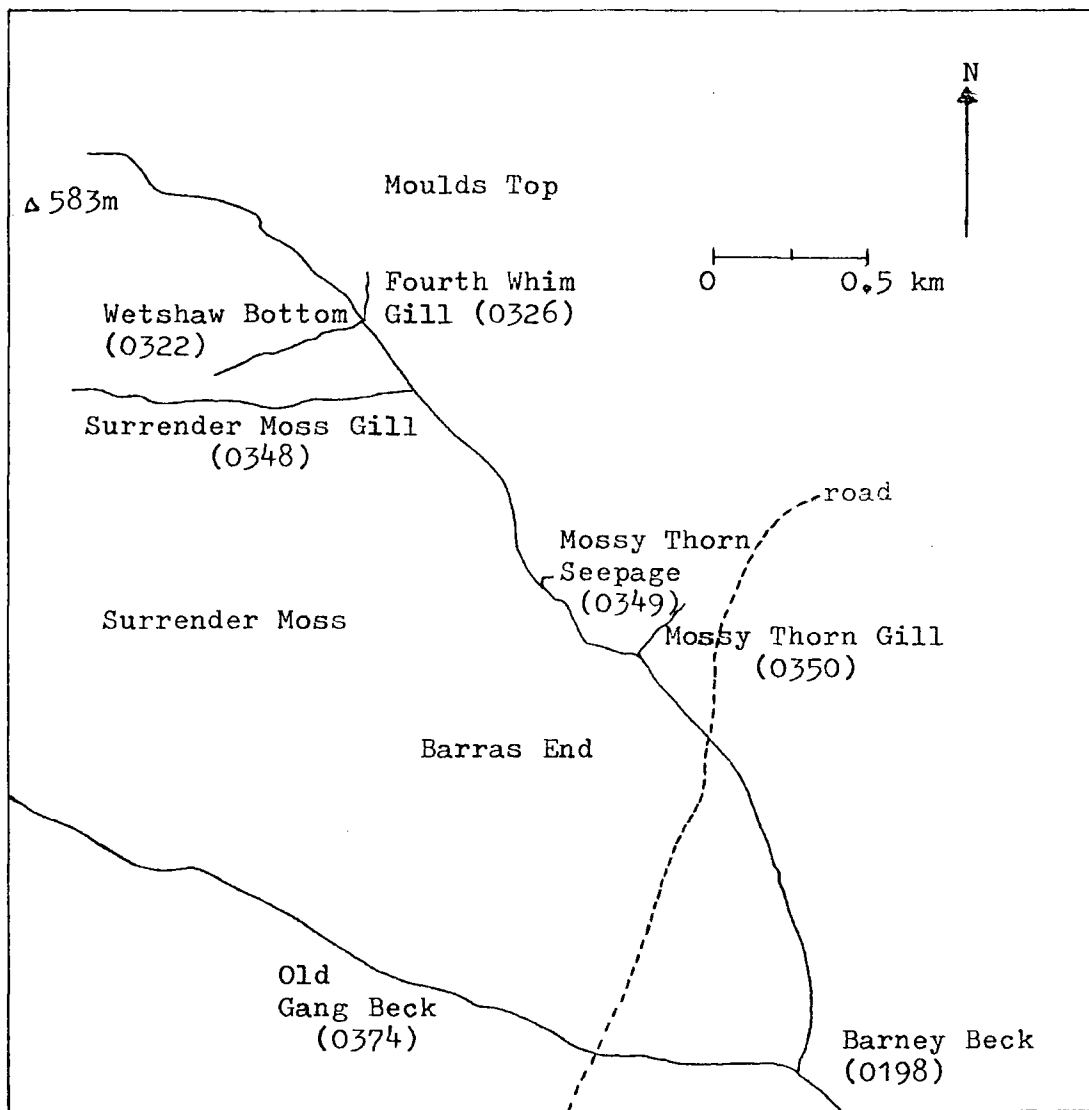 N
Moulds Top
583m
0 0.5 km
Fourth Whim
Gill (0326)
Wetshaw Bottom
(0322)
Surrender Moss Gill
(0348)
road
Mossy Thorn
Seepage
(0349)
Surrender Moss
Mossy Thorn Gill
(0350)
Barras End
Old
Gang Beck
(0374)
Barney Beck
(0198)